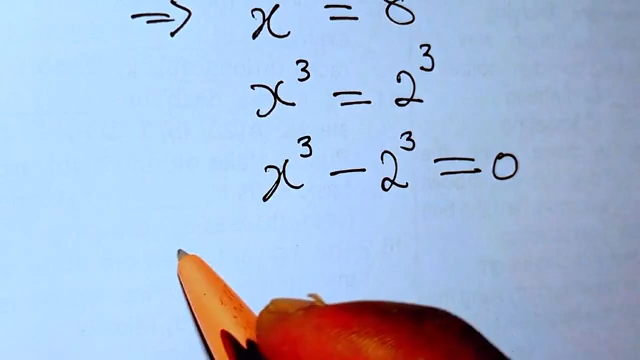 ⇒ x = 8
x³ = 2³
x³ − 2³ = 0